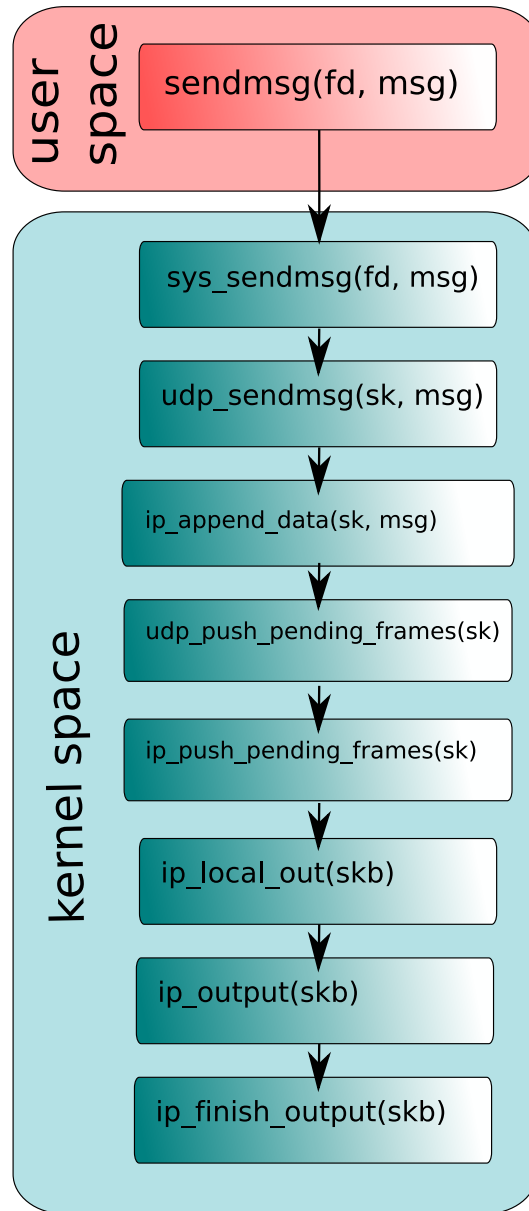 user
space
sendmsg(fd, msg)
kernel space
sys_sendmsg(fd, msg)
udp_sendmsg(sk, msg)
ip_append_data(sk, msg)
udp_push_pending_frames(sk)
ip_push_pending_frames(sk)
ip_local_out(skb)
ip_output(skb)
ip_finish_output(skb)